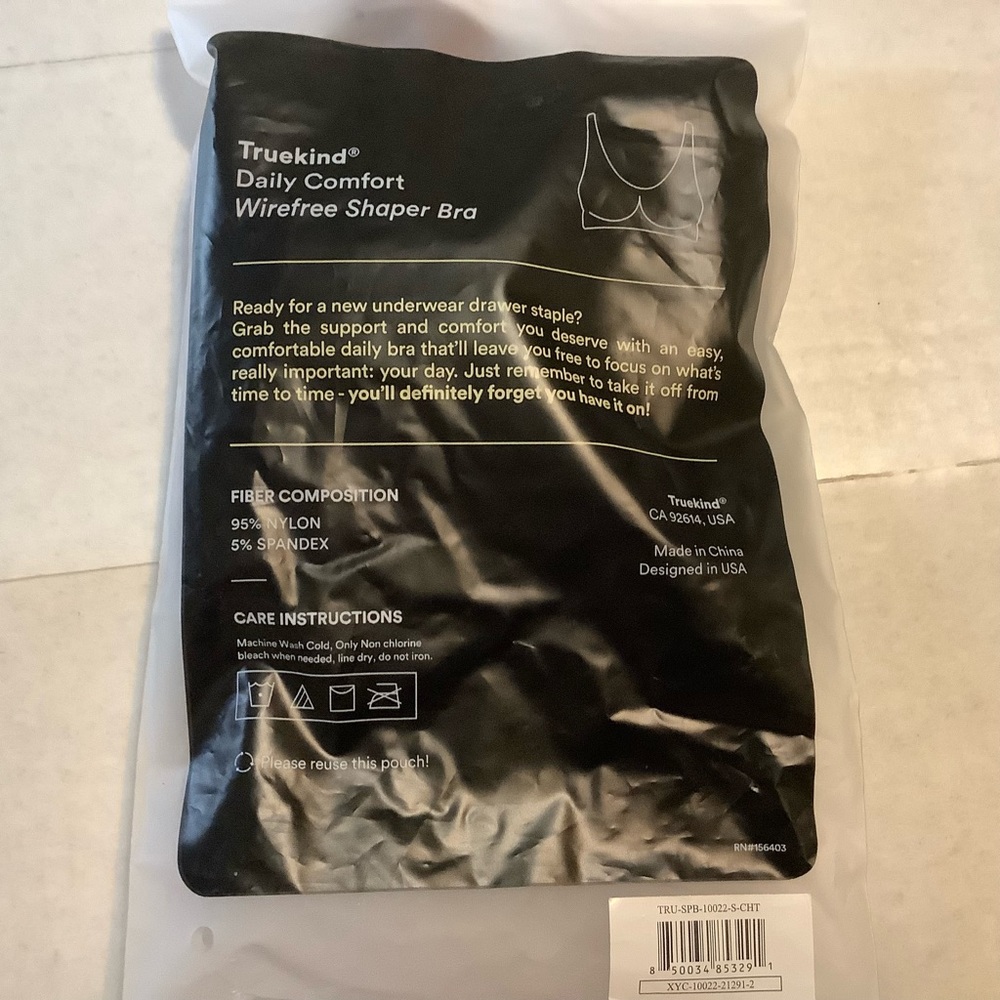 Truekind®
Daily Comfort
Wirefree Shaper Bra
Ready for a new underwear drawer staple?
Grab the support and comfort you deserve with an easy,
comfortable daily bra that'll leave you free to focus on what's
really important: your day. Just remember to take it off from
time to time - you'll definitely forget you have it on!
FIBER COMPOSITION
95% NYLON
5% SPANDEX
Truekind®
CA 92614, USA
Made in China
Designed in USA
CARE INSTRUCTIONS
Machine Wash Cold, Only Non chlorine
bleach when needed, line dry, do not iron.
Please reuse this pouch!
RN#156403
TRU-SPB-10022-S-CHT
8 50034 85329 1
XYC-10022-21291-2